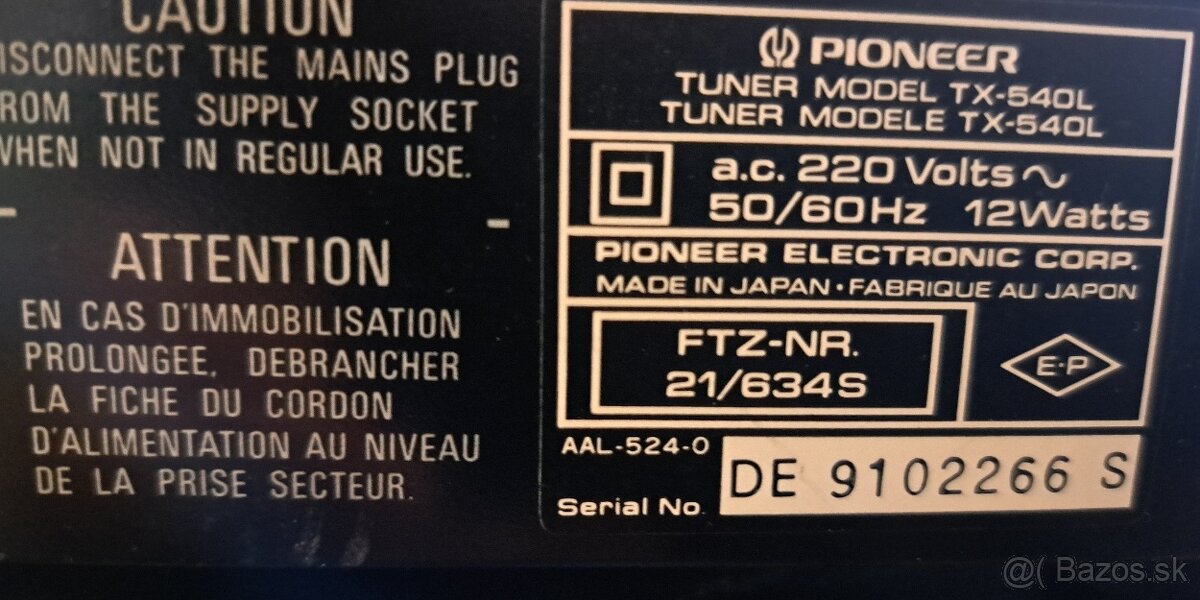 CAUTION
ISCONNECT THE MAINS PLUG
ROM THE SUPPLY SOCKET
WHEN NOT IN REGULAR USE.
ATTENTION
EN CAS D'IMMOBILISATION
PROLONGEE, DEBRANCHER
LA FICHE DU CORDON
D'ALIMENTATION AU NIVEAU
DE LA PRISE SECTEUR.
PIONEER
TUNER MODEL TX-540L
TUNER MODELE TX-540L
a.c. 220 Volts ~
50/60Hz 12Watts
PIONEER ELECTRONIC CORP.
MADE IN JAPAN · FABRIQUE AU JAPON
FTZ-NR.
21/634S
E·P
AAL-524-0
Serial No. DE 9102266 S
@( Bazos.sk